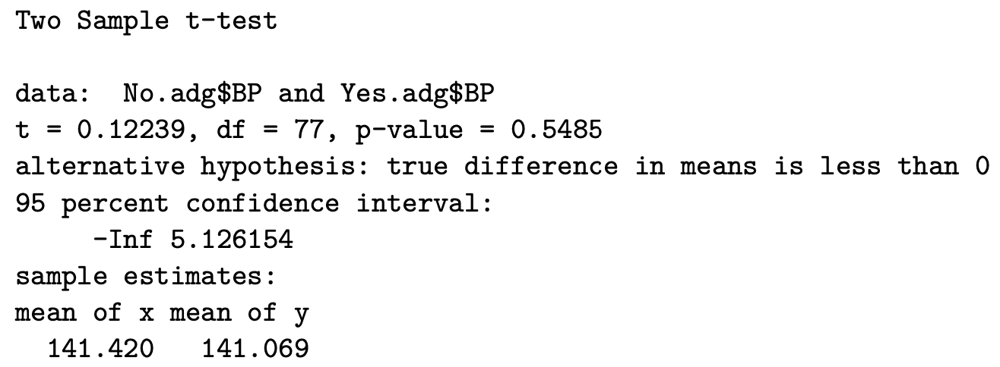 Two Sample t-test
data:  No.adg$BP and Yes.adg$BP
t = 0.12239, df = 77, p-value = 0.5485
alternative hypothesis: true difference in means is less than 0
95 percent confidence interval:
     -Inf 5.126154
sample estimates:
mean of x mean of y
  141.420   141.069